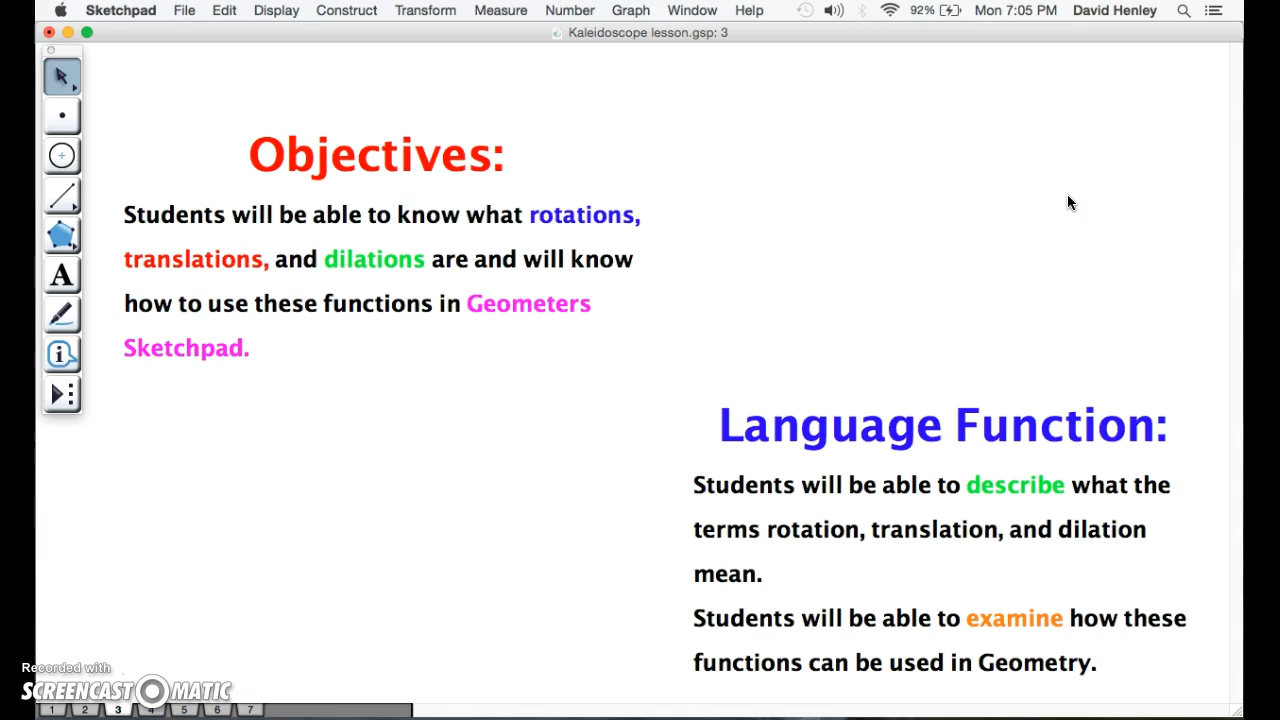 Sketchpad File Edit Display Construct Transform Measure Number Graph Window Help 92% Mon 7:05 PM David Henley
Kaleidoscope lesson.gsp: 3
Objectives:
Students will be able to know what rotations,
translations, and dilations are and will know
how to use these functions in Geometers
Sketchpad.
A
i
Language Function:
Students will be able to describe what the
terms rotation, translation, and dilation
mean.
Students will be able to examine how these
functions can be used in Geometry.
Recorded with
SCREENCAST MATIC
1 2 3 4 5 6 7